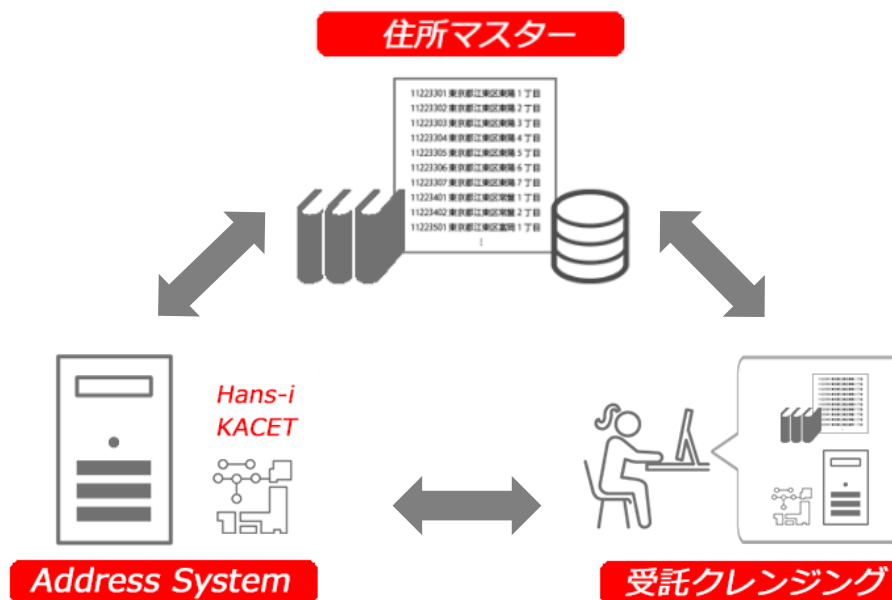 住所マスター
11223301 東京都江東区東陽 1 丁目
11223302 東京都江東区東陽 2 丁目
11223303 東京都江東区東陽 3 丁目
11223304 東京都江東区東陽 4 丁目
11223305 東京都江東区東陽 5 丁目
11223306 東京都江東区東陽 6 丁目
11223307 東京都江東区東陽 7 丁目
11223401 東京都江東区常盤 1 丁目
11223402 東京都江東区常盤 2 丁目
11223501 東京都江東区富岡 1 丁目
⋮
Hans-i
KACET
Address System
受託クレンジング